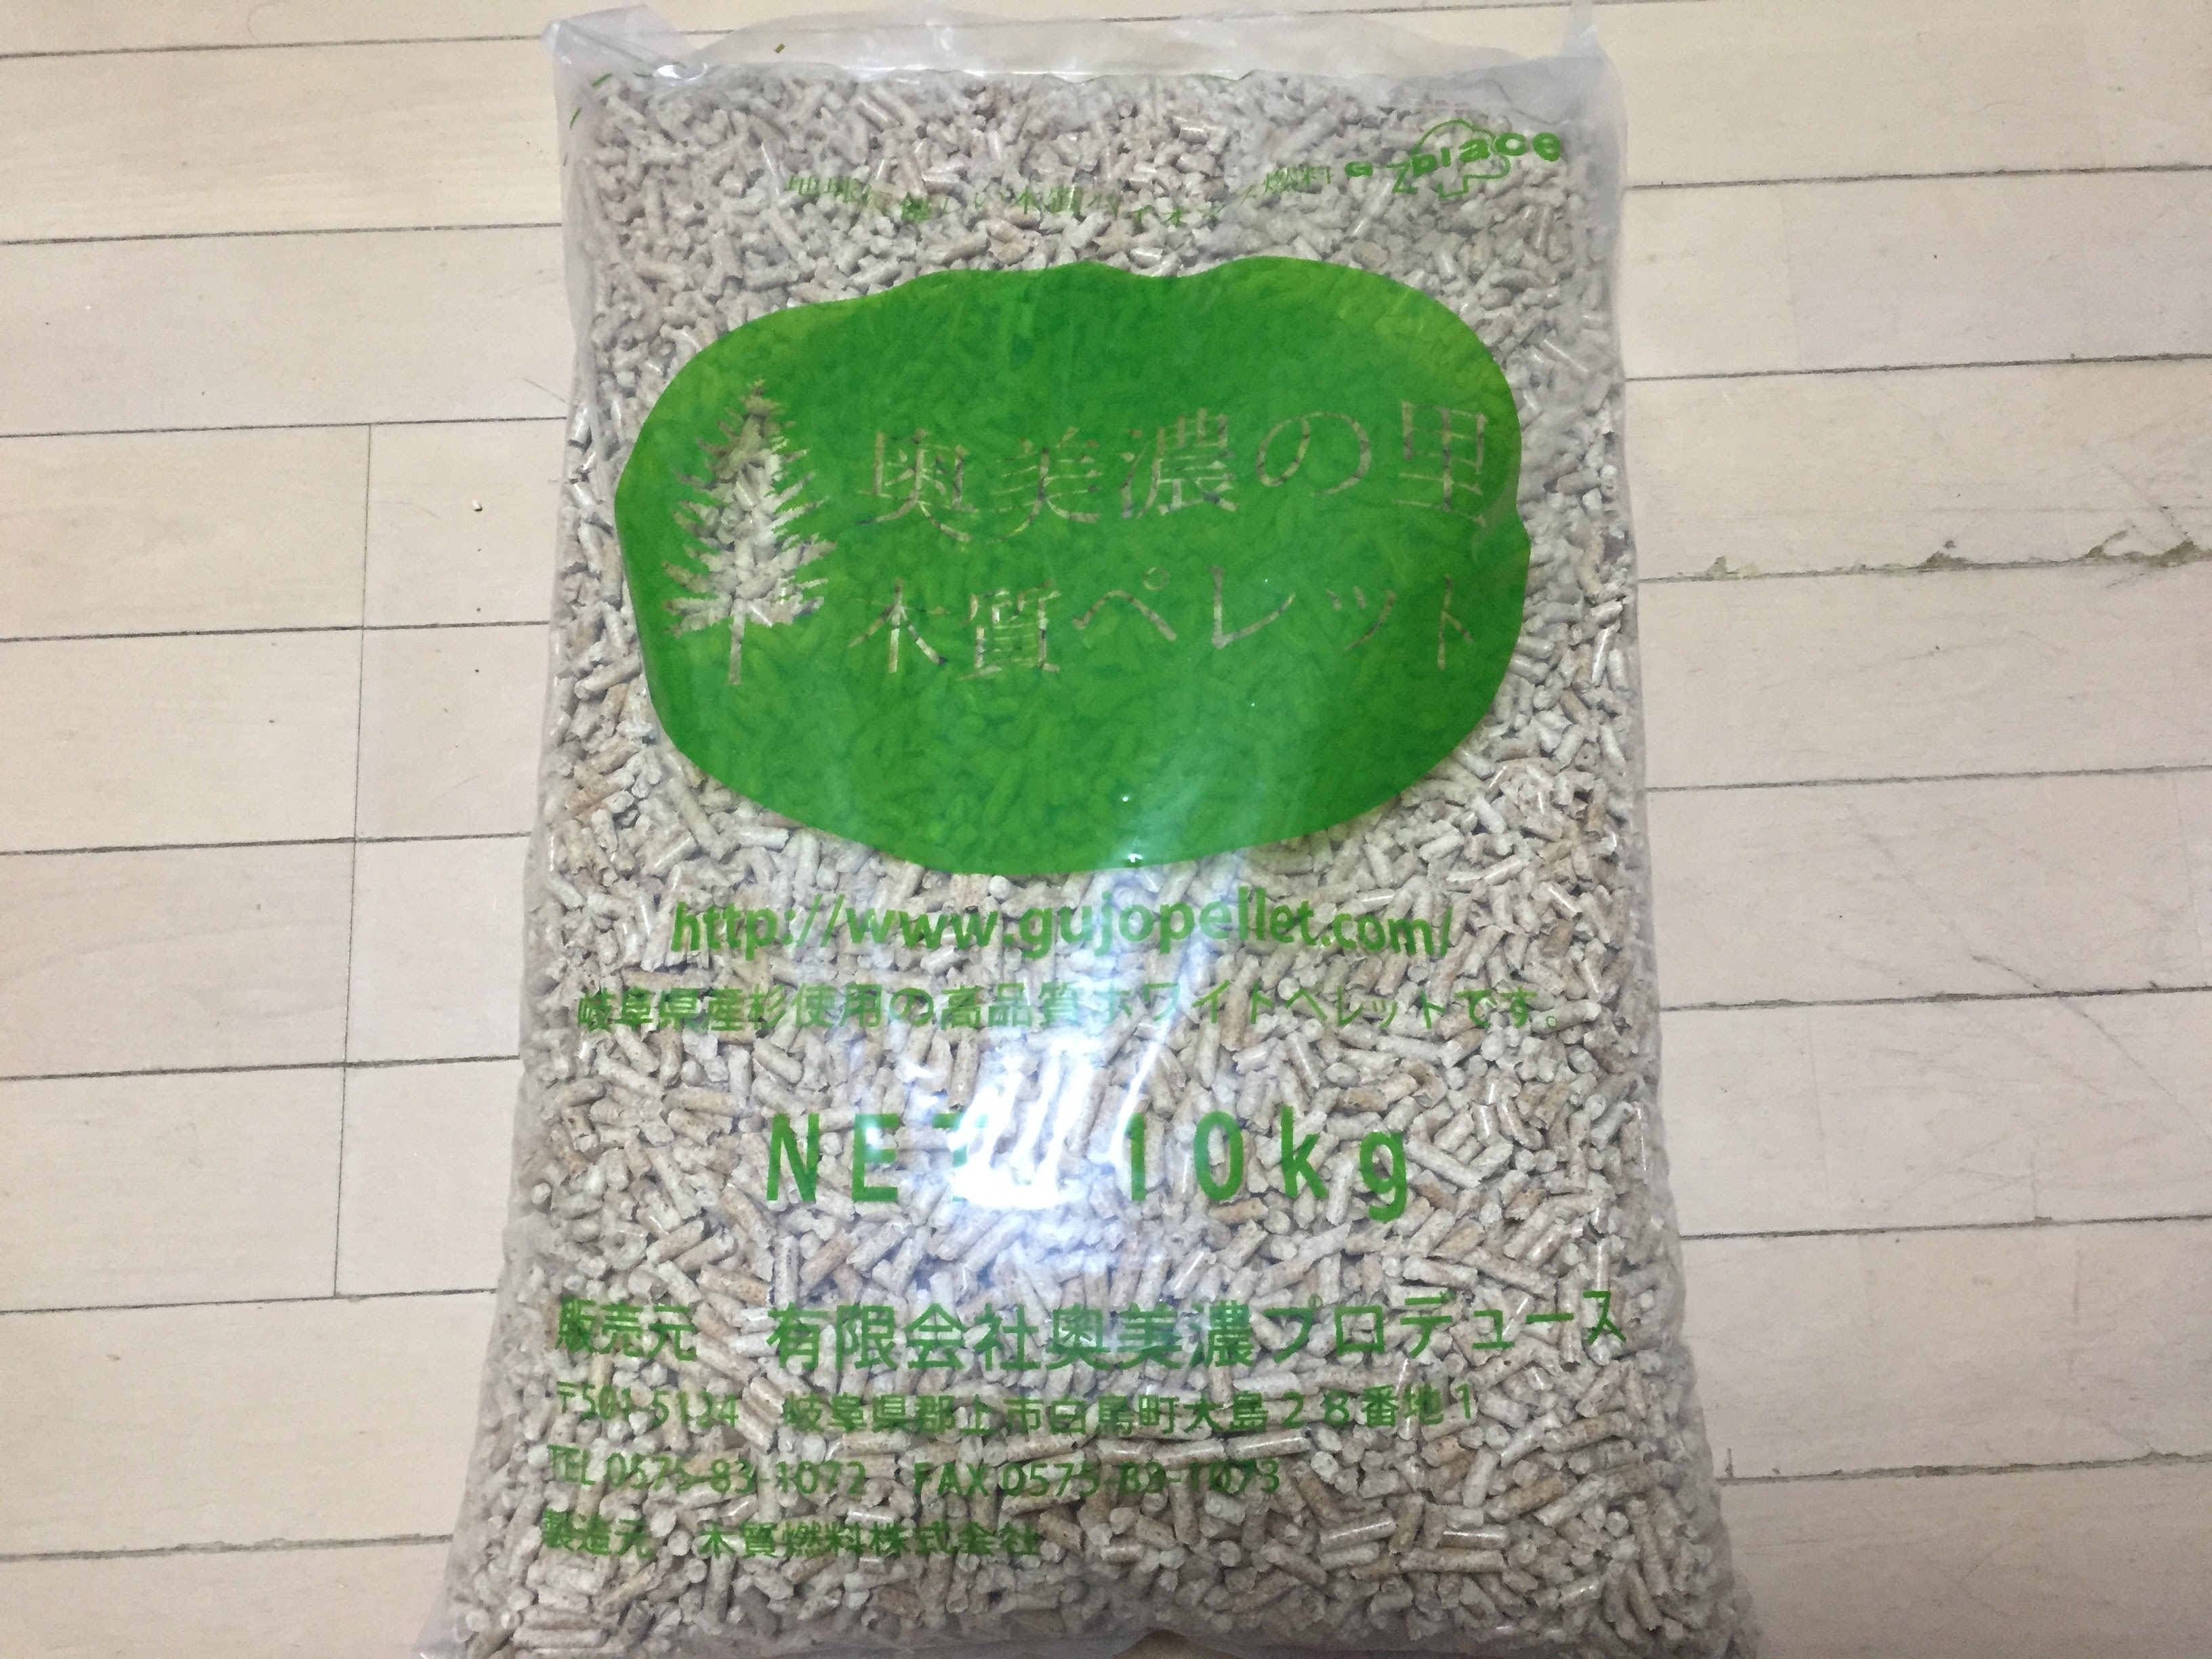 地球に優しい木質バイオマス燃料 e-place
奥美濃の里
木質ペレット
http://www.gujopellet.com/
岐阜県産杉使用の高品質ホワイトペレットです。
NET 10kg
販売元 有限会社奥美濃プロデュース
〒501-5124 岐阜県郡上市白鳥町大島28番地1
TEL 0575-83-1072 FAX 0575-83-1073
製造元 木質燃料株式会社